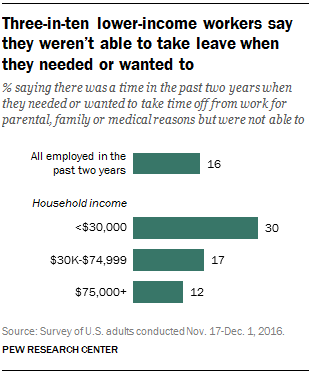 Three-in-ten lower-income workers say
they weren't able to take leave when
they needed or wanted to
% saying there was a time in the past two years when
they needed or wanted to take time off from work for
parental, family or medical reasons but were not able to
All employed in the
past two years
16
Household income
<$30,000
30
$30K-$74,999
17
$75,000+
12
Source: Survey of U.S. adults conducted Nov. 17-Dec. 1, 2016.
PEW RESEARCH CENTER